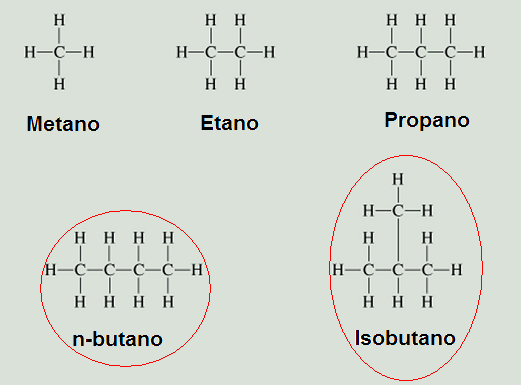 H H H H H H
H—C—H H—C—C—H H—C—C—C—H
H H H H H H
Metano Etano Propano
H
H—C—H
H H H H H H
H—C—C—C—C—H H—C—C—C—H
H H H H H H H
n-butano Isobutano